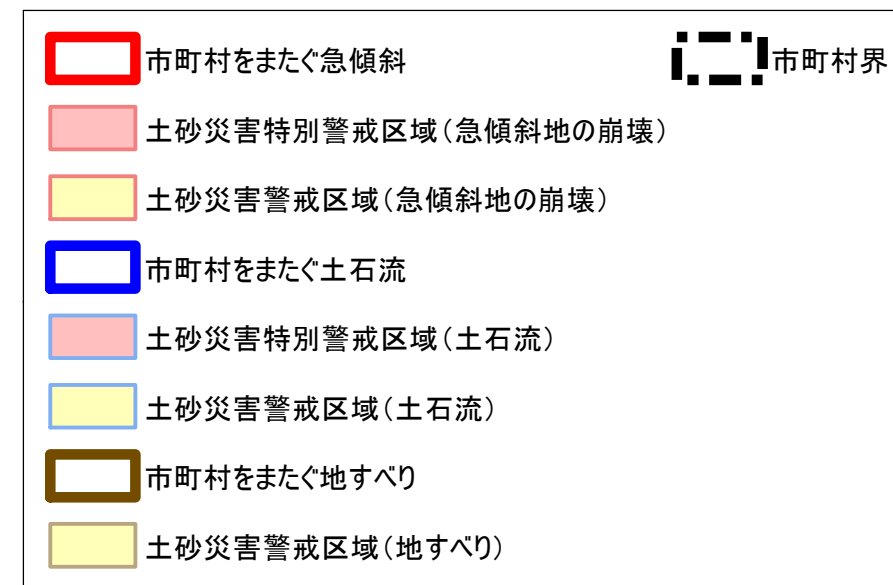 市町村をまたぐ急傾斜
市町村界
土砂災害特別警戒区域(急傾斜地の崩壊)
土砂災害警戒区域(急傾斜地の崩壊)
市町村をまたぐ土石流
土砂災害特別警戒区域(土石流)
土砂災害警戒区域(土石流)
市町村をまたぐ地すべり
土砂災害警戒区域(地すべり)